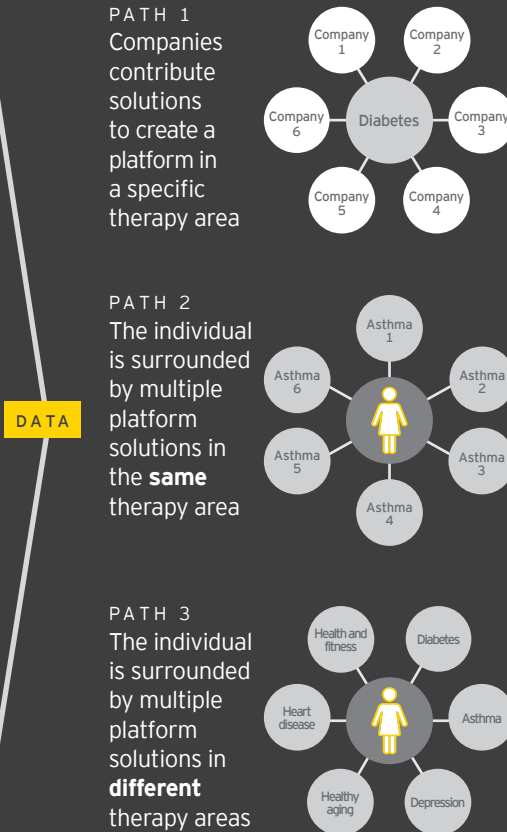 PATH 1
Companies
contribute
solutions
to create a
platform in
a specific
therapy area
Company
1
Company
2
Company
6
Diabetes
Company
3
Company
5
Company
4
DATA
PATH 2
The individual
is surrounded
by multiple
platform
solutions in
the same
therapy area
Asthma
1
Asthma
6
Asthma
2
Asthma
5
Asthma
3
Asthma
4
PATH 3
The individual
is surrounded
by multiple
platform
solutions in
different
therapy areas
Health and
fitness
Diabetes
Heart
disease
Asthma
Healthy
aging
Depression